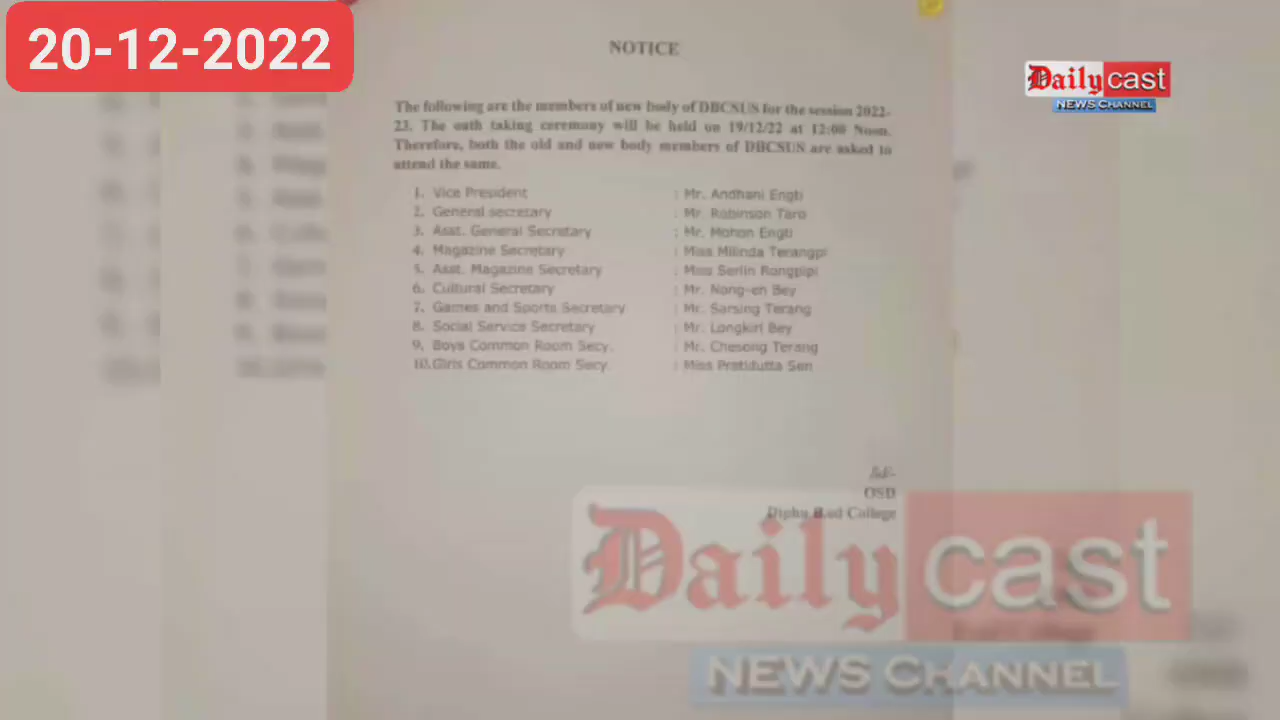 20-12-2022
Daily cast
NEWS CHANNEL
NOTICE
The following are the members of new body of DBCSUS for the session 2022-
23. The oath taking ceremony will be held on 19/12/22 at 12:00 Noon.
Therefore, both the old and new body members of DBCSUS are asked to
attend the same.
1. Vice President : Mr. Andhani Engti
2. General secretary : Mr. Robinson Taro
3. Asst. General Secretary : Mr. Mohon Engti
4. Magazine Secretary : Miss Milinda Terangpi
5. Asst. Magazine Secretary : Miss Serlin Rongpipi
6. Cultural Secretary : Mr. Nong-en Bey
7. Games and Sports Secretary : Mr. Sarsing Terang
8. Social Service Secretary : Mr. Longkiri Bey
9. Boys Common Room Secy. : Mr. Chesong Terang
10. Girls Common Room Secy. : Miss Pratidutta Sen
Sd/-
OSD
Diphu B.ed College
Daily cast
NEWS CHANNEL